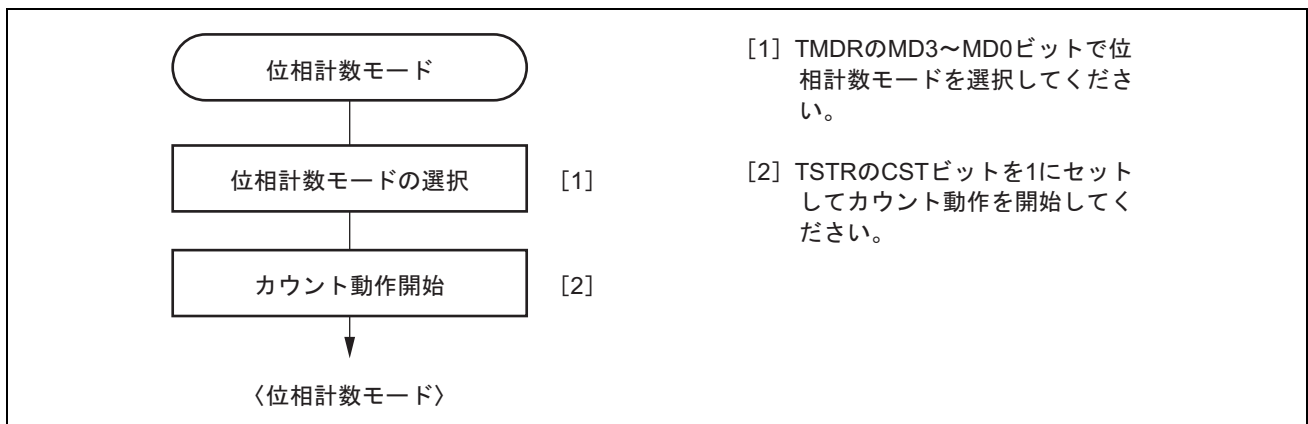 位相計数モード
位相計数モードの選択 [1]
カウント動作開始 [2]
〈位相計数モード〉
[1] TMDRのMD3～MD0ビットで位
相計数モードを選択してくださ
い。
[2] TSTRのCSTビットを1にセット
してカウント動作を開始してく
ださい。